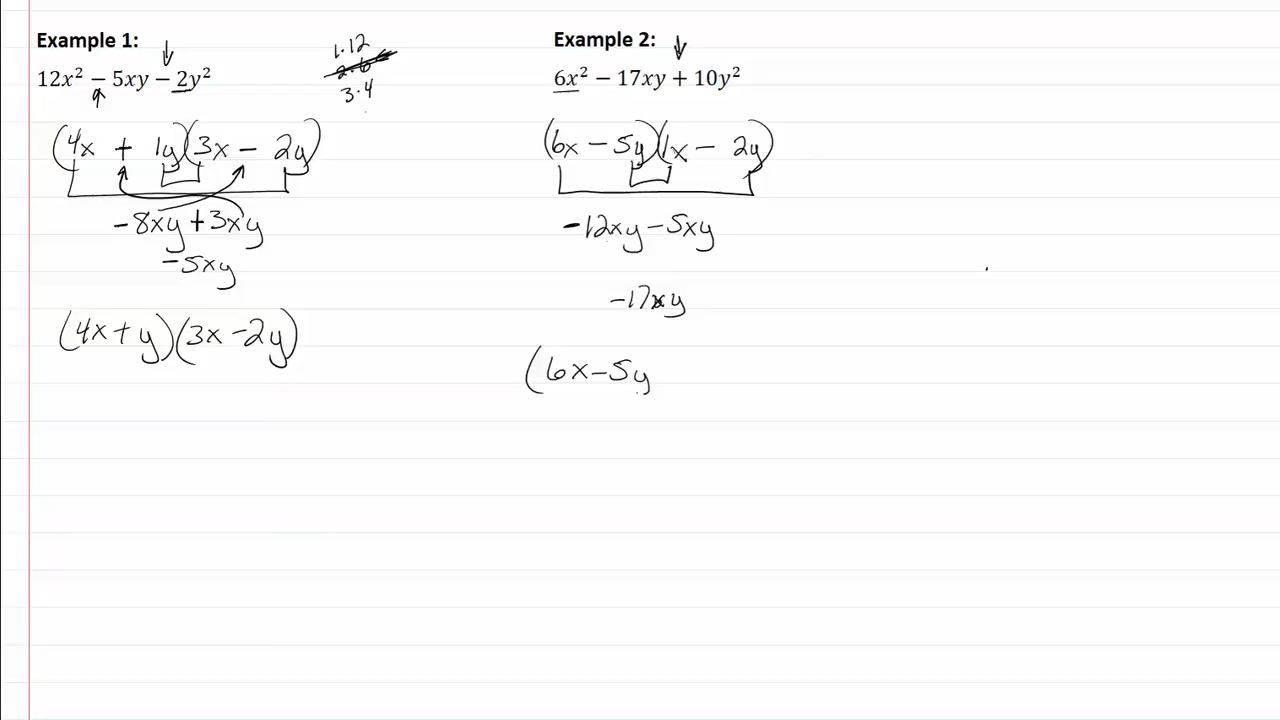 Example 1:
12x² − 5xy − 2y²
1·12
2·6
3·4
(4x + 1y)(3x − 2y)
−8xy + 3xy
−5xy
(4x + y)(3x − 2y)
Example 2:
6x² − 17xy + 10y²
(6x − 5y)(1x − 2y)
−12xy − 5xy
−17xy
(6x − 5y